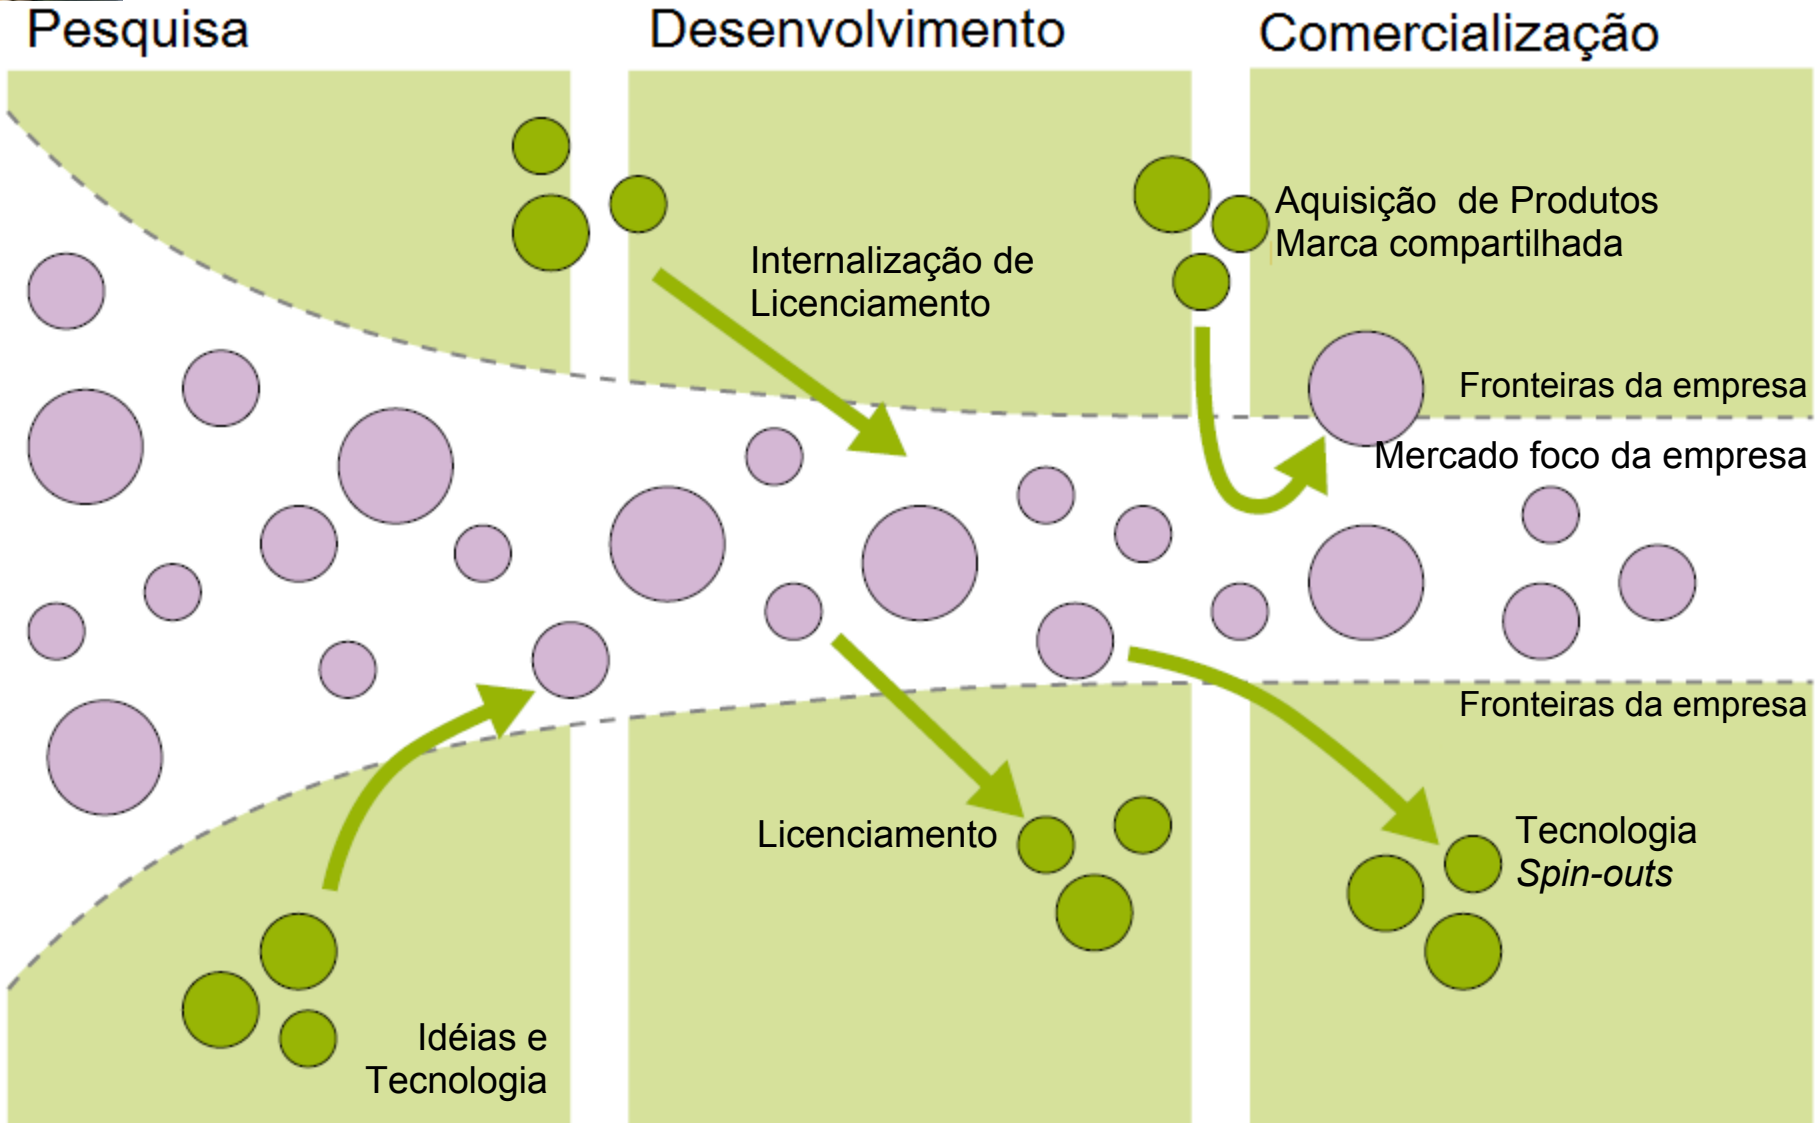 Pesquisa
Desenvolvimento
Comercialização
Aquisição de Produtos
Marca compartilhada
Internalização de
Licenciamento
Fronteiras da empresa
Mercado foco da empresa
Fronteiras da empresa
Licenciamento
Tecnologia
Spin-outs
Idéias e
Tecnologia